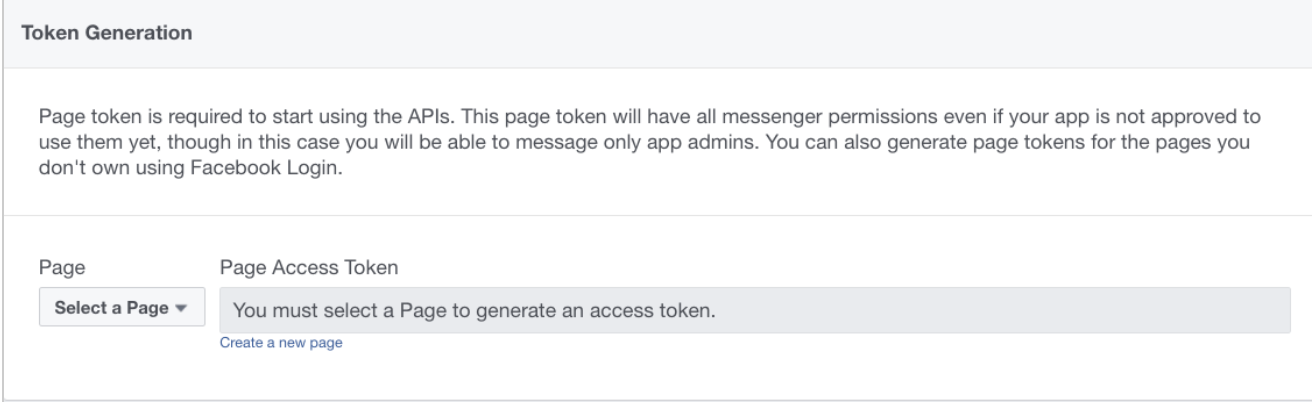 Token Generation
Page token is required to start using the APIs. This page token will have all messenger permissions even if your app is not approved to
use them yet, though in this case you will be able to message only app admins. You can also generate page tokens for the pages you
don't own using Facebook Login.
Page
Page Access Token
Select a Page
You must select a Page to generate an access token.
Create a new page